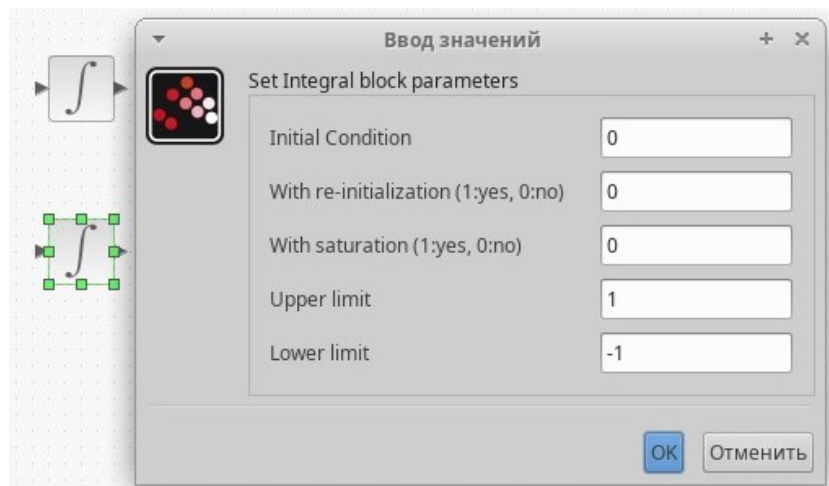 Ввод значений
Set Integral block parameters
Initial Condition 0
With re-initialization (1:yes, 0:no) 0
With saturation (1:yes, 0:no) 0
Upper limit 1
Lower limit -1
OK Отменить